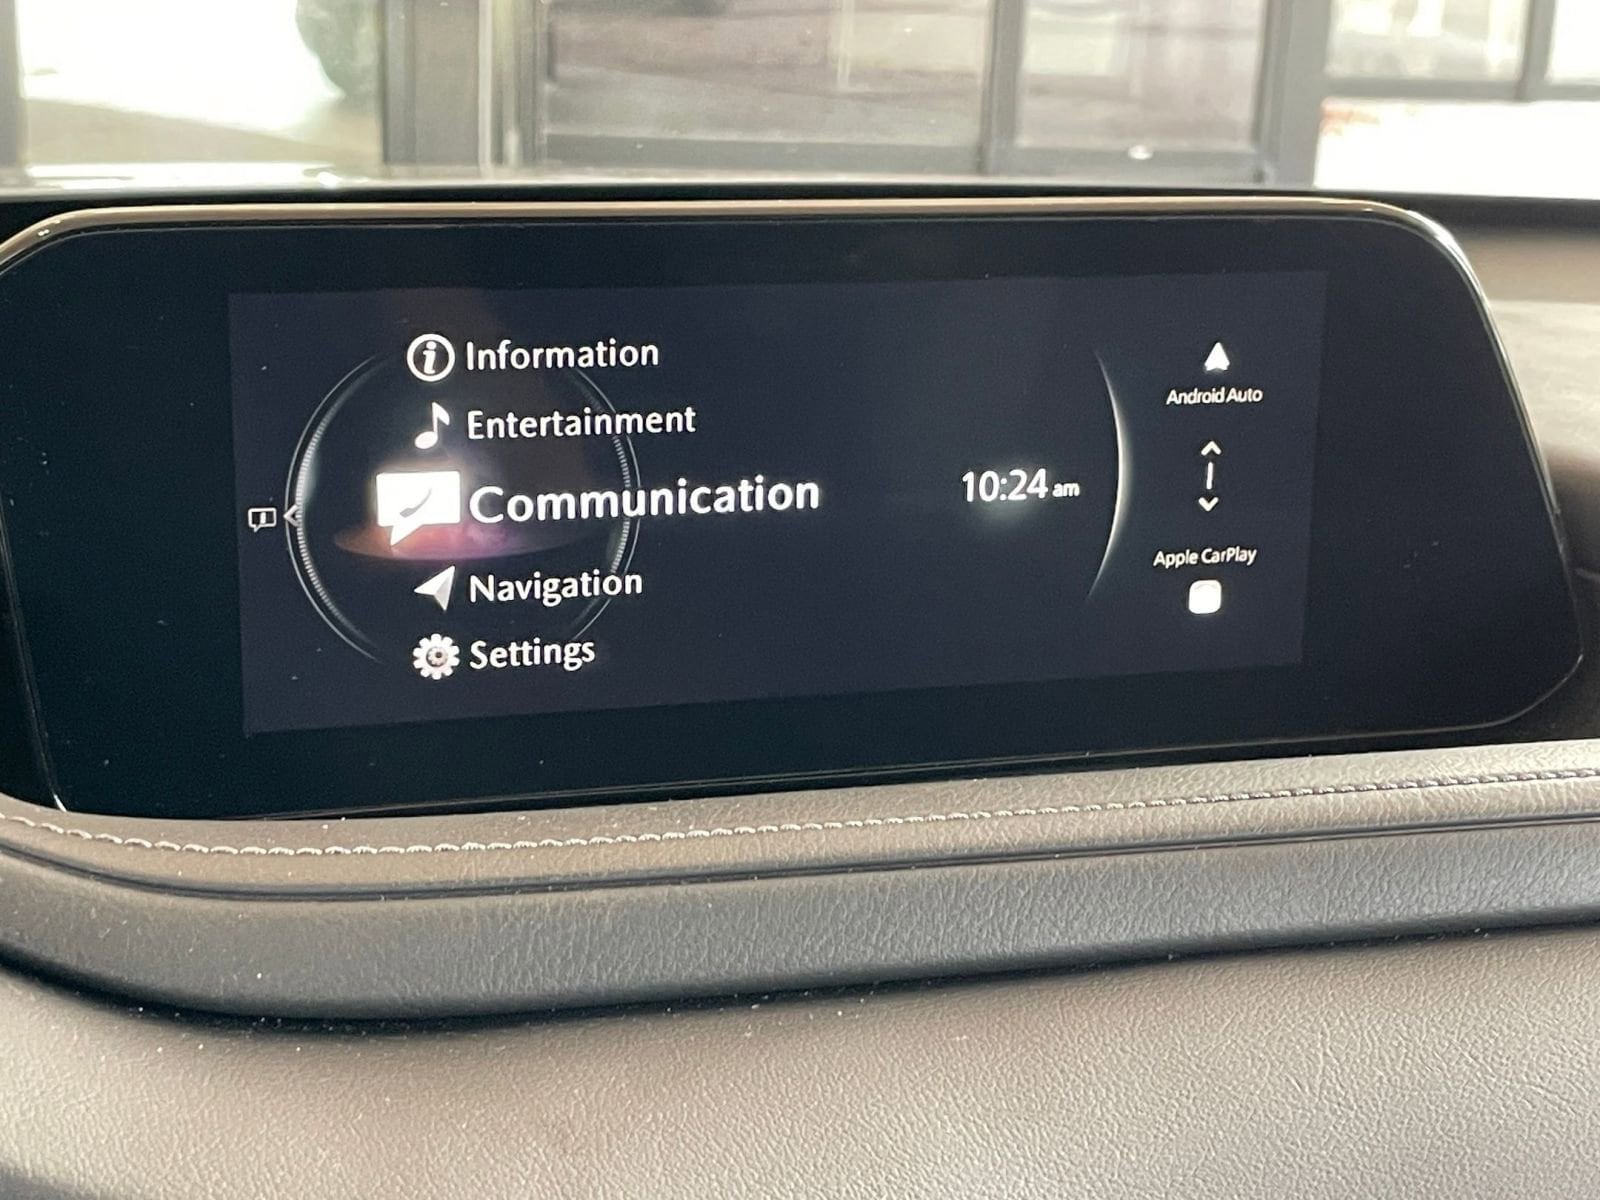 Information
Entertainment
Communication
Navigation
Settings
10:24 am
Android Auto
Apple CarPlay